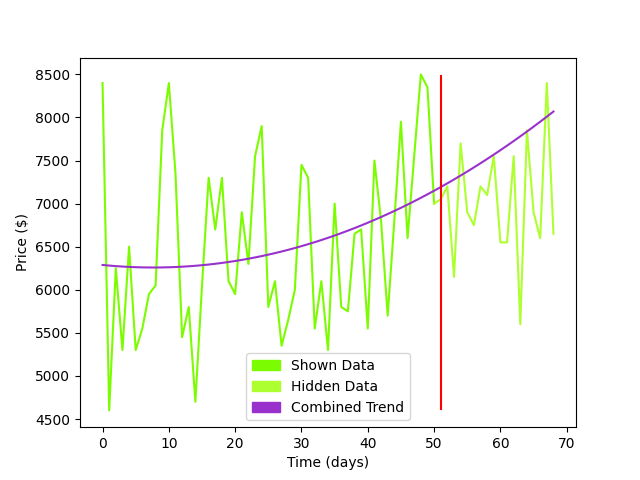 8500
8000
7500
7000
6500
6000
5500
5000
4500
Price ($)
Shown Data
Hidden Data
Combined Trend
0 10 20 30 40 50 60 70
Time (days)